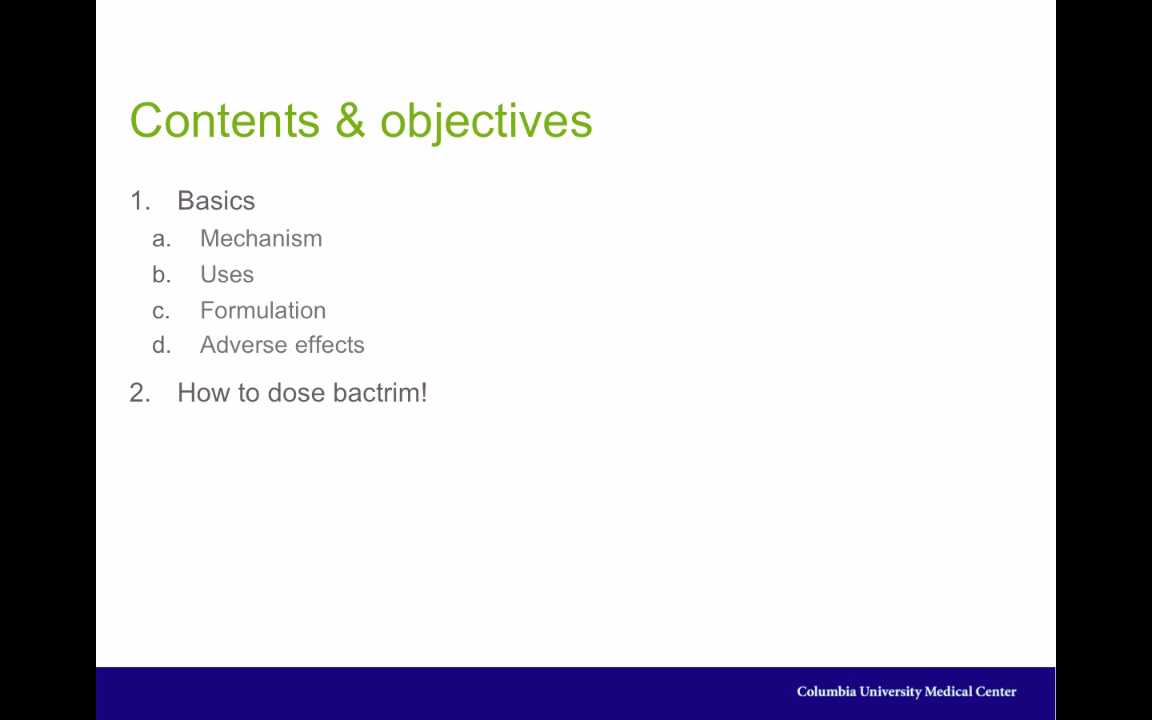 Contents & objectives
1. Basics
a. Mechanism
b. Uses
c. Formulation
d. Adverse effects
2. How to dose bactrim!
Columbia University Medical Center